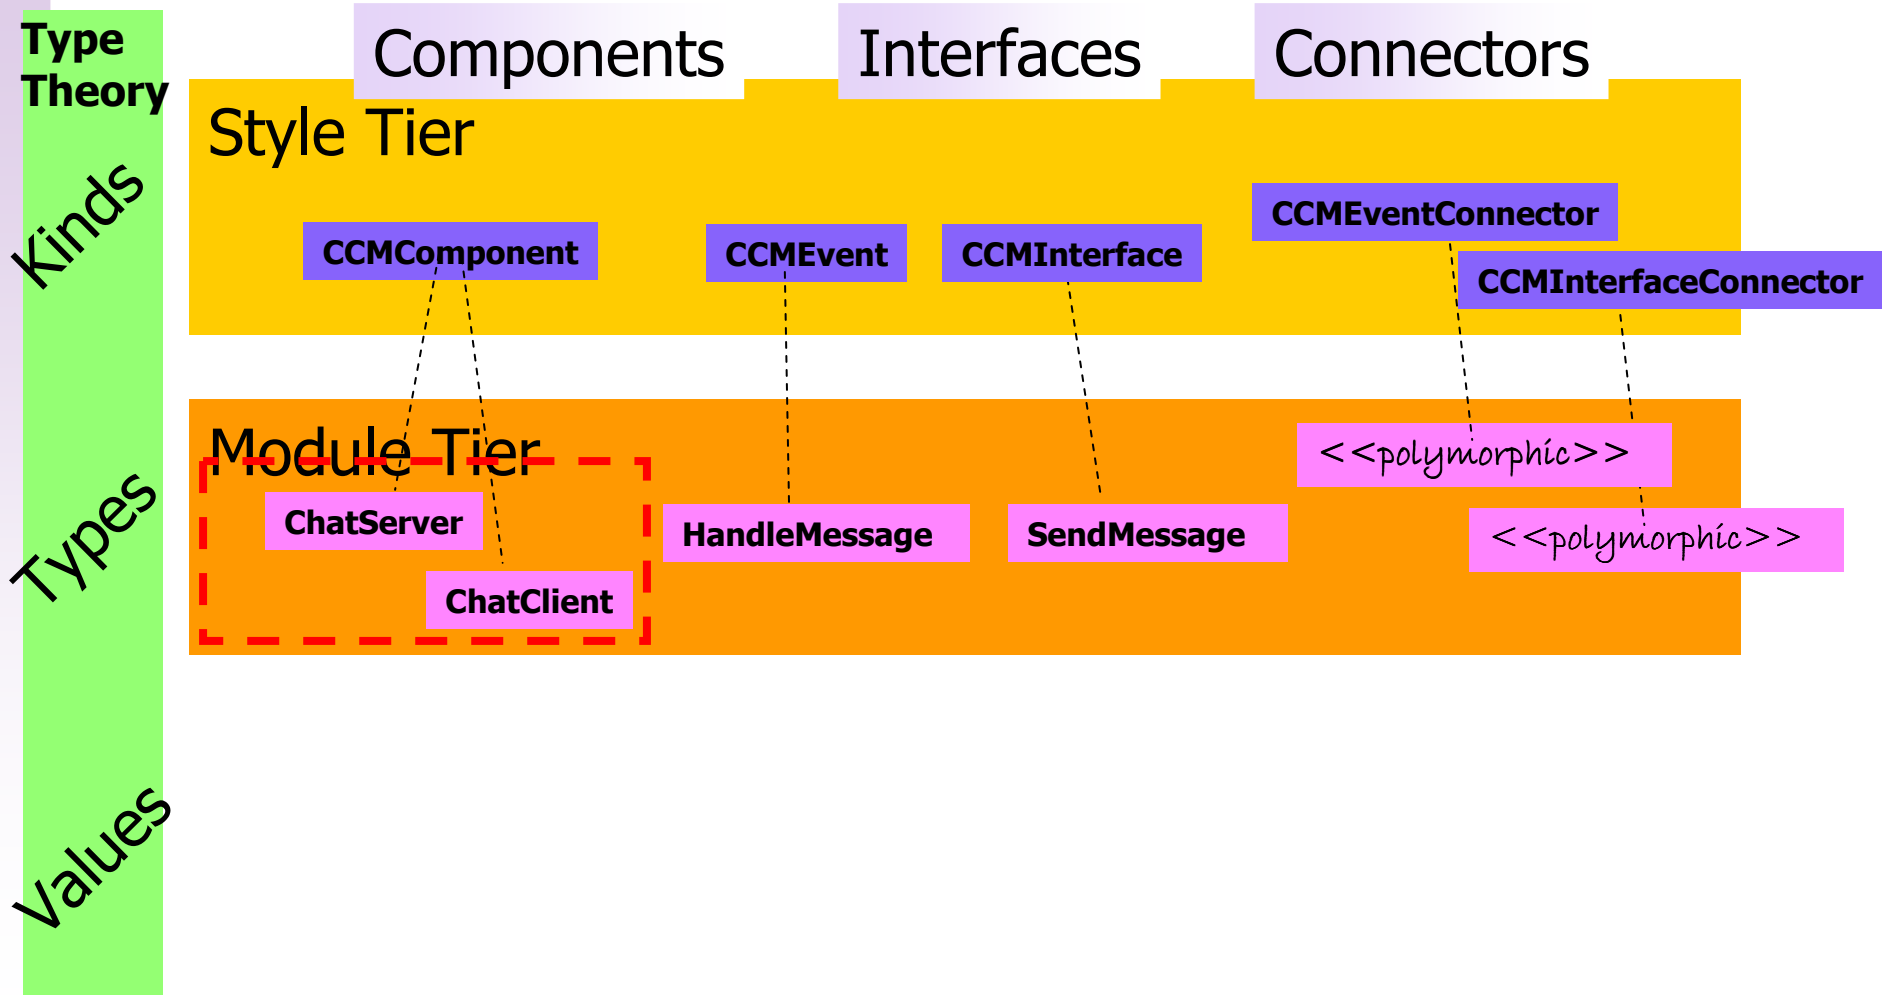 Type
Theory
Components
Interfaces
Connectors
Style Tier
Kinds
CCMComponent
CCMEvent
CCMInterface
CCMEventConnector
CCMInterfaceConnector
Module Tier
Types
ChatServer
ChatClient
HandleMessage
SendMessage
<<polymorphic>>
<<polymorphic>>
Values